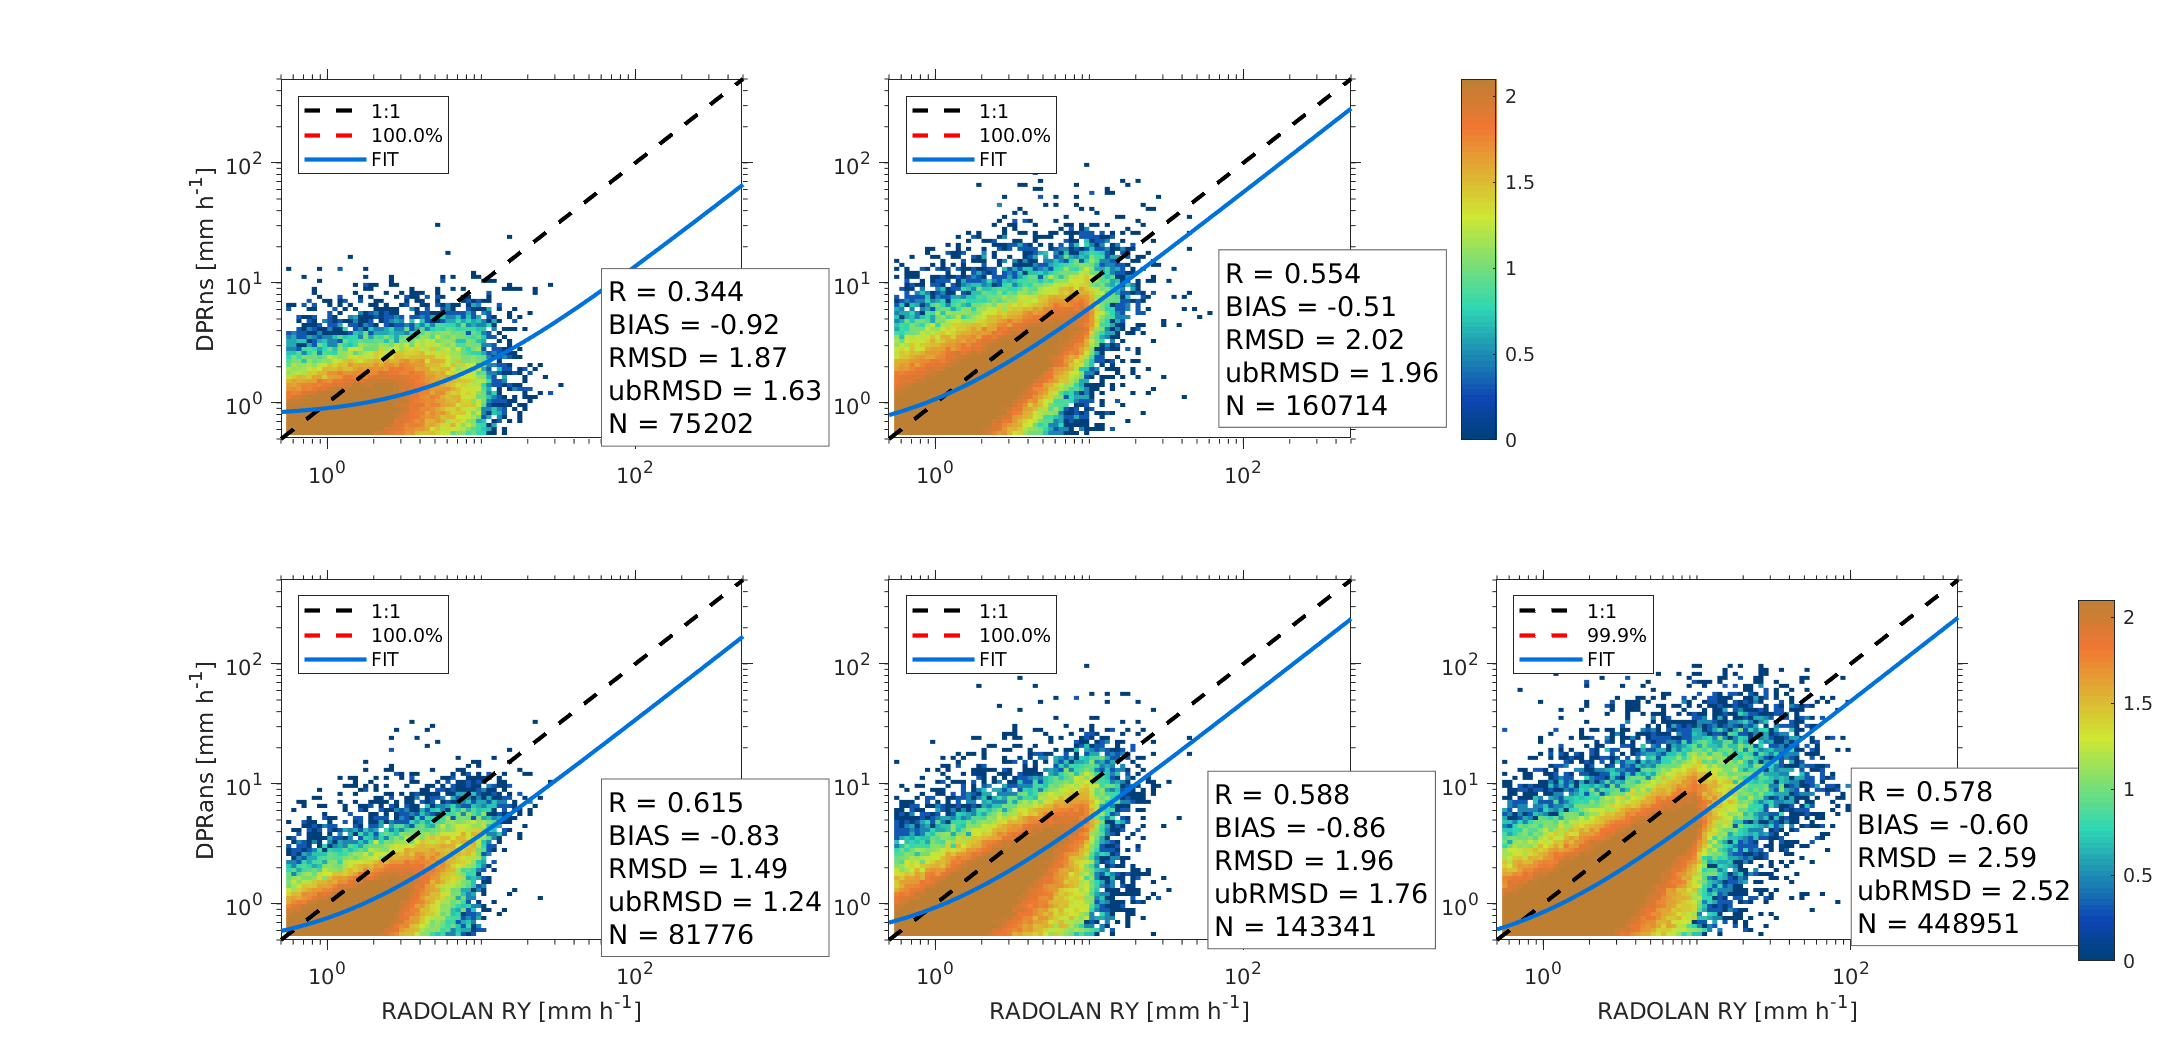 1:1
100.0%
FIT
DPRns [mm h-1]
10^2
10^1
10^0
10^0
10^2
R = 0.344
BIAS = -0.92
RMSD = 1.87
ubRMSD = 1.63
N = 75202
1:1
100.0%
FIT
10^2
10^1
10^0
10^0
10^2
R = 0.554
BIAS = -0.51
RMSD = 2.02
ubRMSD = 1.96
N = 160714
2
1.5
1
0.5
0
1:1
100.0%
FIT
DPRans [mm h-1]
10^2
10^1
10^0
10^0
10^2
RADOLAN RY [mm h-1]
R = 0.615
BIAS = -0.83
RMSD = 1.49
ubRMSD = 1.24
N = 81776
1:1
100.0%
FIT
10^2
10^1
10^0
10^0
10^2
RADOLAN RY [mm h-1]
R = 0.588
BIAS = -0.86
RMSD = 1.96
ubRMSD = 1.76
N = 143341
1:1
99.9%
FIT
10^2
10^1
10^0
10^0
10^2
RADOLAN RY [mm h-1]
R = 0.578
BIAS = -0.60
RMSD = 2.59
ubRMSD = 2.52
N = 448951
2
1.5
1
0.5
0